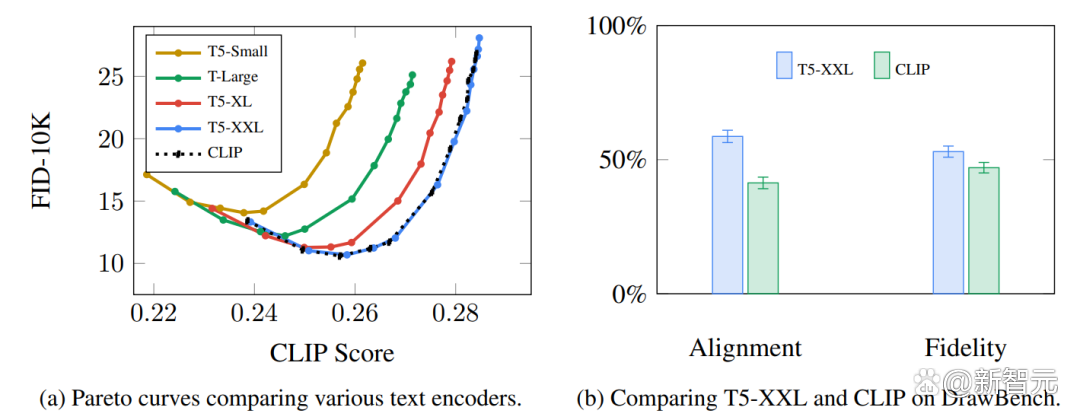 FID-10K
25
20
15
10
T5-Small
T-Large
T5-XL
T5-XXL
CLIP
0.22 0.24 0.26 0.28
CLIP Score
(a) Pareto curves comparing various text encoders.
100%
50%
0%
T5-XXL CLIP
Alignment Fidelity
(b) Comparing T5-XXL and CLIP on DrawBench.
@新智元